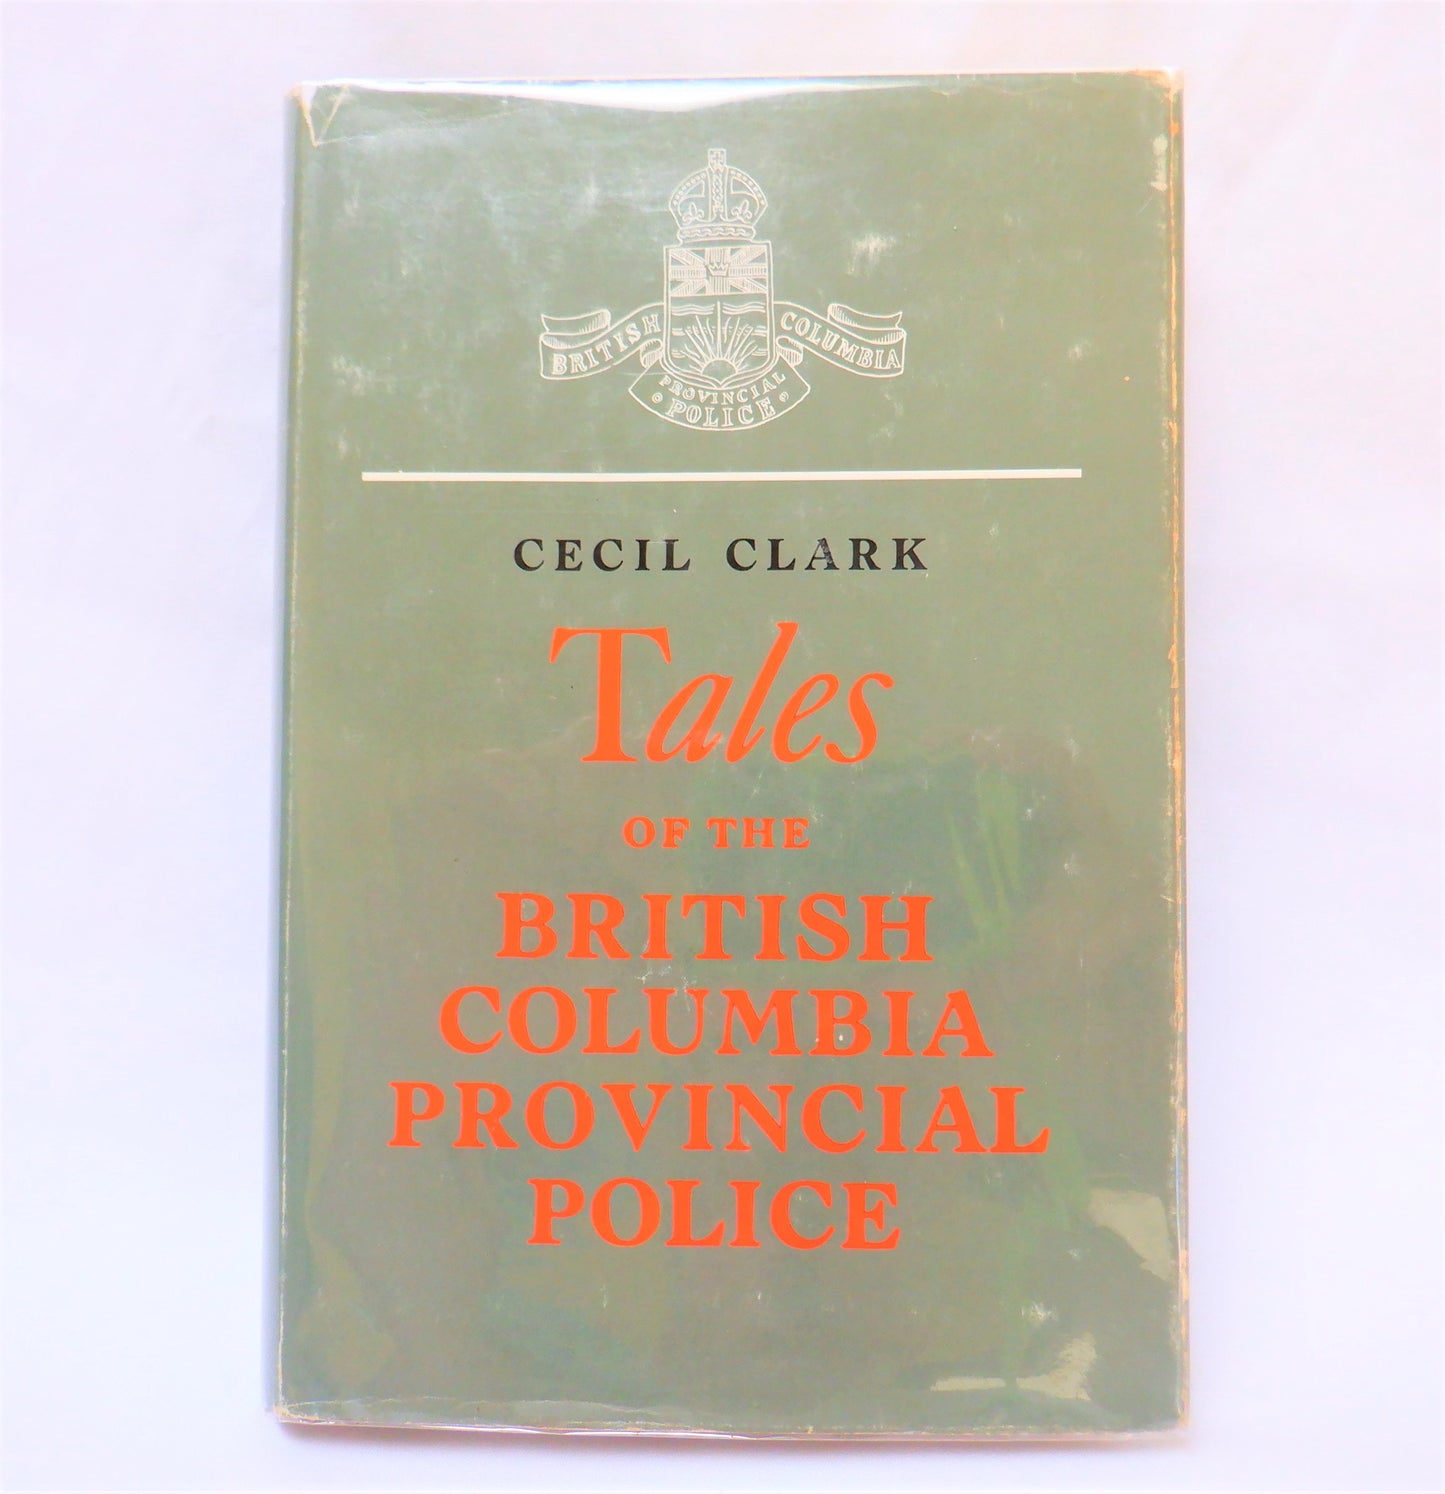 BRITISH COLUMBIA
PROVINCIAL
POLICE
CECIL CLARK
Tales
OF THE
BRITISH
COLUMBIA
PROVINCIAL
POLICE